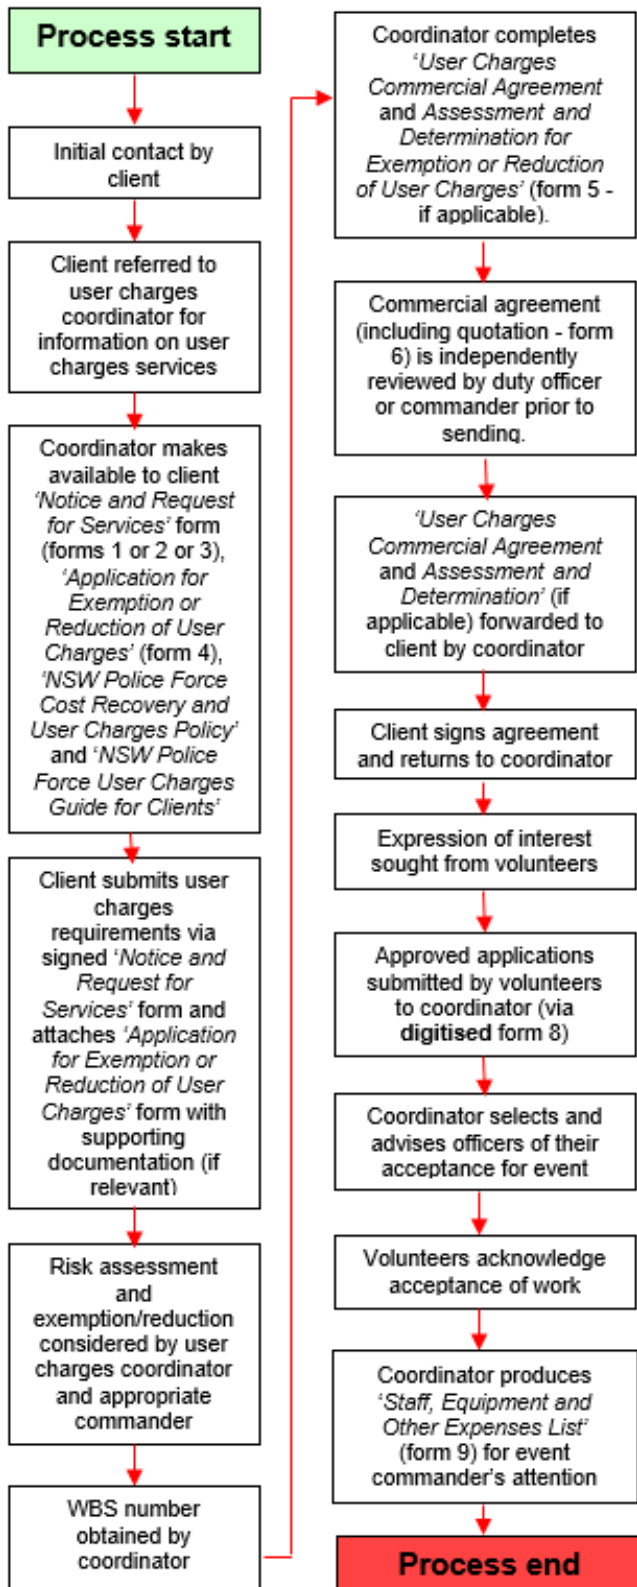 Process start
Initial contact by
client
Client referred to
user charges
coordinator for
information on user
charges services
Coordinator makes
available to client
‘Notice and Request
for Services’ form
(forms 1 or 2 or 3),
‘Application for
Exemption or
Reduction of User
Charges’ (form 4),
‘NSW Police Force
Cost Recovery and
User Charges Policy’
and ‘NSW Police
Force User Charges
Guide for Clients’
Client submits user
charges
requirements via
signed ‘Notice and
Request for
Services’ form and
attaches ‘Application
for Exemption or
Reduction of User
Charges’ form with
supporting
documentation (if
relevant)
Risk assessment
and
exemption/reduction
considered by user
charges coordinator
and appropriate
commander
WBS number
obtained by
coordinator
Coordinator completes
‘User Charges
Commercial Agreement
and Assessment and
Determination for
Exemption or Reduction
of User Charges’ (form 5 -
if applicable).
Commercial agreement
(including quotation - form
6) is independently
reviewed by duty officer
or commander prior to
sending.
‘User Charges
Commercial Agreement
and Assessment and
Determination’ (if
applicable) forwarded to
client by coordinator
Client signs agreement
and returns to coordinator
Expression of interest
sought from volunteers
Approved applications
submitted by volunteers
to coordinator (via
digitised form 8)
Coordinator selects and
advises officers of their
acceptance for event
Volunteers acknowledge
acceptance of work
Coordinator produces
‘Staff, Equipment and
Other Expenses List’
(form 9) for event
commander’s attention
Process end